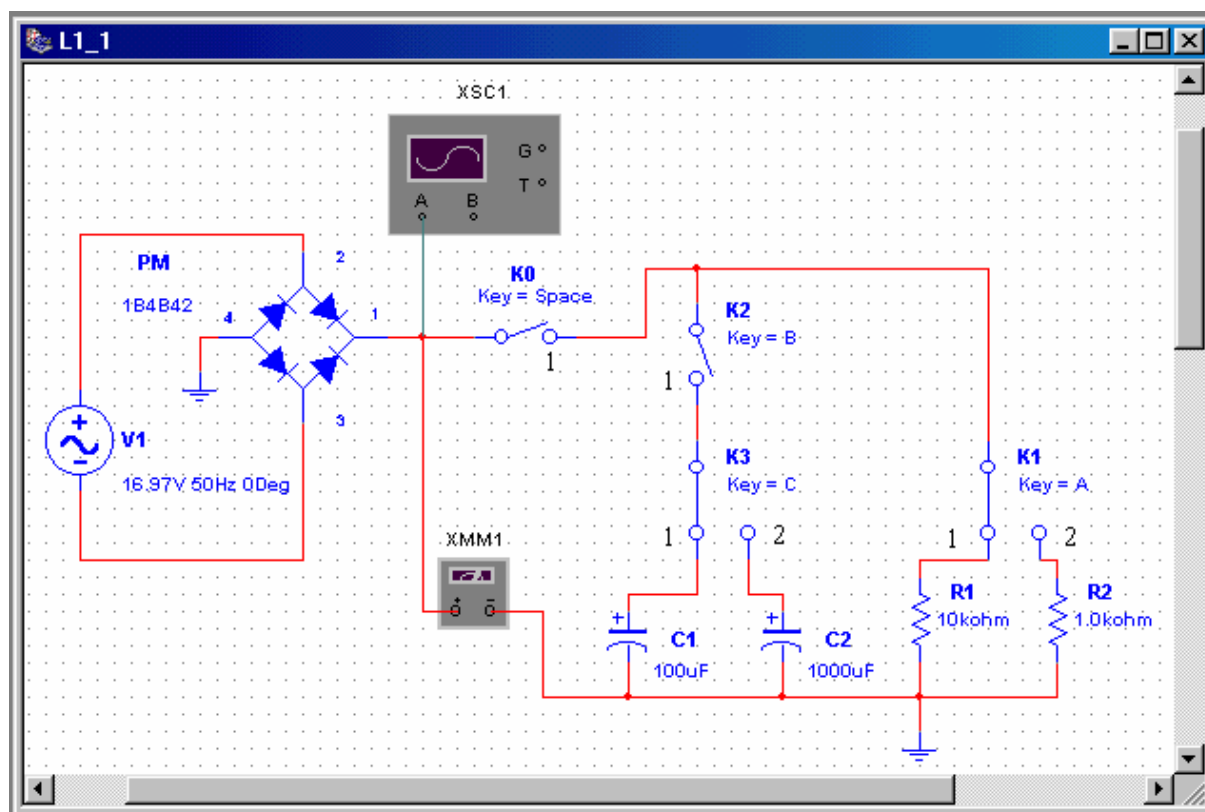 L1_1
XSC1
G
T
A B
PM
1B4B42
2
4
1
3
K0
Key = Space
1
K2
Key = B
1
V1
16.97V 50Hz 0Deg
K3
Key = C
1 2
K1
Key = A
1 2
XMM1
C1
100uF
C2
1000uF
R1
10kohm
R2
1.0kohm